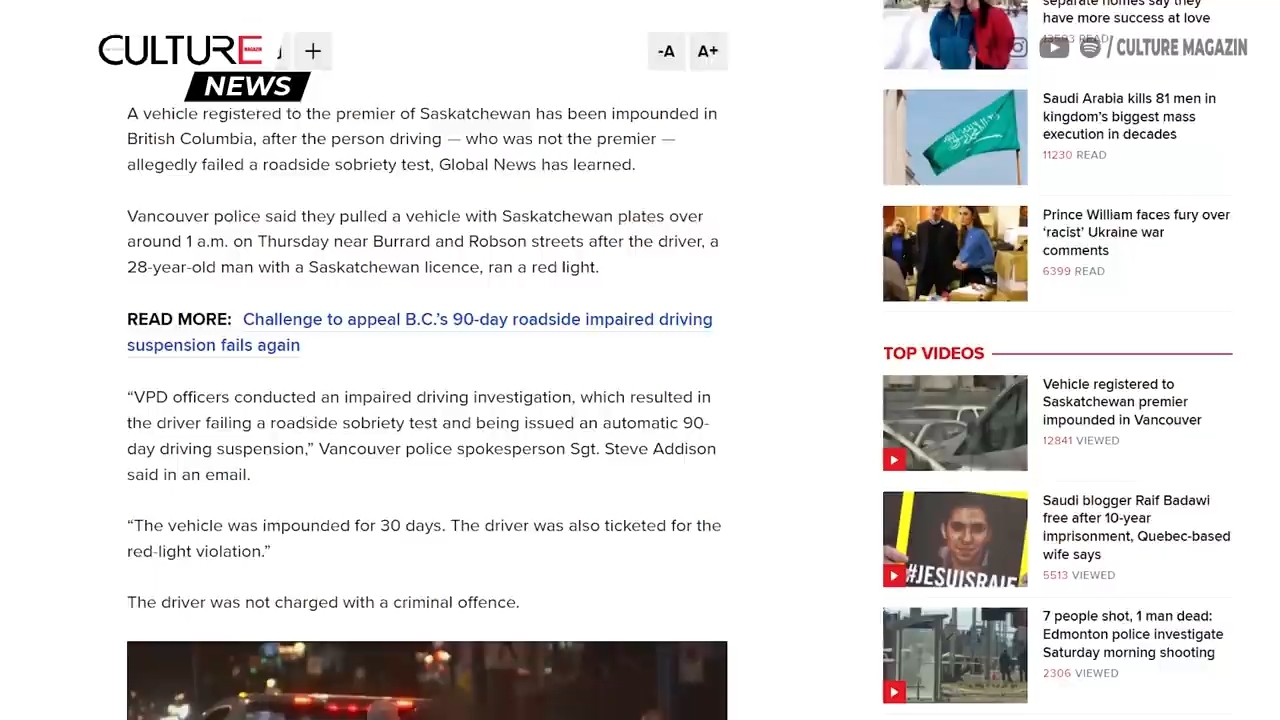 CULTURE
MAGAZIN
NEWS
+
-A
A+
A vehicle registered to the premier of Saskatchewan has been impounded in
British Columbia, after the person driving — who was not the premier —
allegedly failed a roadside sobriety test, Global News has learned.
Vancouver police said they pulled a vehicle with Saskatchewan plates over
around 1 a.m. on Thursday near Burrard and Robson streets after the driver, a
28-year-old man with a Saskatchewan licence, ran a red light.
READ MORE: Challenge to appeal B.C.’s 90-day roadside impaired driving
suspension fails again
“VPD officers conducted an impaired driving investigation, which resulted in
the driver failing a roadside sobriety test and being issued an automatic 90-
day driving suspension,” Vancouver police spokesperson Sgt. Steve Addison
said in an email.
“The vehicle was impounded for 30 days. The driver was also ticketed for the
red-light violation.”
The driver was not charged with a criminal offence.
separate homes say they
have more success at love
13593 READ
/ CULTURE MAGAZIN
Saudi Arabia kills 81 men in
kingdom’s biggest mass
execution in decades
11230 READ
Prince William faces fury over
‘racist’ Ukraine war
comments
6399 READ
TOP VIDEOS
Vehicle registered to
Saskatchewan premier
impounded in Vancouver
12841 VIEWED
#JESUISRAIF
Saudi blogger Raif Badawi
free after 10-year
imprisonment, Quebec-based
wife says
5513 VIEWED
7 people shot, 1 man dead:
Edmonton police investigate
Saturday morning shooting
2306 VIEWED